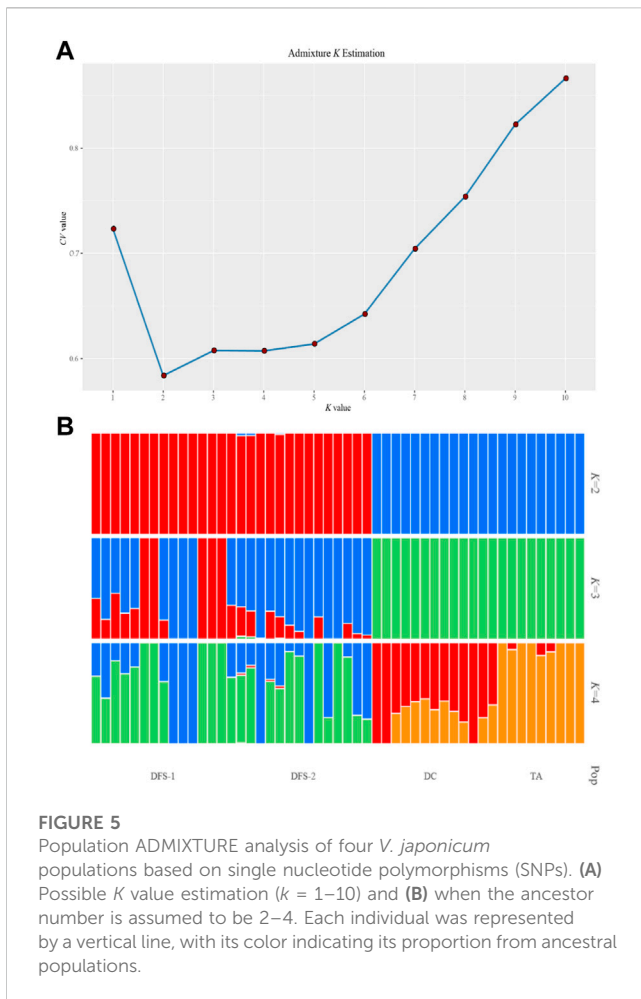 A
Admixture K Estimation
0.8
0.7
0.6
CV value
1 2 3 4 5 6 7 8 9 10
K value
B
K=2
K=3
K=4
DFS-1 DFS-2 DC TA Pop
FIGURE 5
Population ADMIXTURE analysis of four V. japonicum
populations based on single nucleotide polymorphisms (SNPs). (A)
Possible K value estimation (k = 1–10) and (B) when the ancestor
number is assumed to be 2–4. Each individual was represented
by a vertical line, with its color indicating its proportion from ancestral
populations.